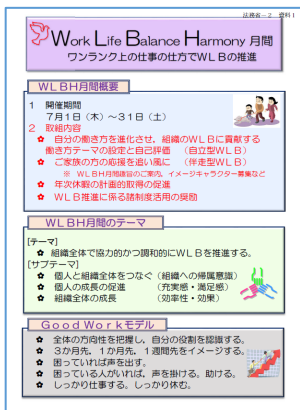 法務省－２ 資料１
Work Life Balance Harmony 月間
ワンランク上の仕事の仕方でＷＬＢの推進
ＷＬＢＨ月間概要
１ 開催期間
７月１日（木）～３１日（土）
２ 取組内容
✿ 自分の働き方を進化させ、組織のＷＬＢに貢献する
働き方テーマの設定と自己評価 （自立型ＷＬＢ）
✿ ご家族の方の応援を追い風に （伴走型ＷＬＢ）
※ ＷＬＢＨ月間趣旨のご案内、イメージキャラクター募集など
✿ 年次休暇の計画的取得の促進
✿ ＷＬＢ推進に係る諸制度活用の奨励
ＷＬＢＨ月間のテーマ
[テーマ]
✿ 組織全体で協力的かつ調和的にＷＬＢを推進する。
[サブテーマ]
✿ 個人と組織全体をつなぐ（組織への帰属意識）
✿ 個人の成長の促進 （充実感・満足感）
✿ 組織全体の成長 （効率性・効果）
Ｇｏｏｄ Ｗｏｒｋモデル
✿ 全体の方向性を把握し、自分の役割を認識する。
✿ ３か月先、１か月先、１週間先をイメージする。
✿ 困っていれば声を出す。
✿ 困っている人がいれば、声を掛ける。助ける。
✿ しっかり仕事する。しっかり休む。